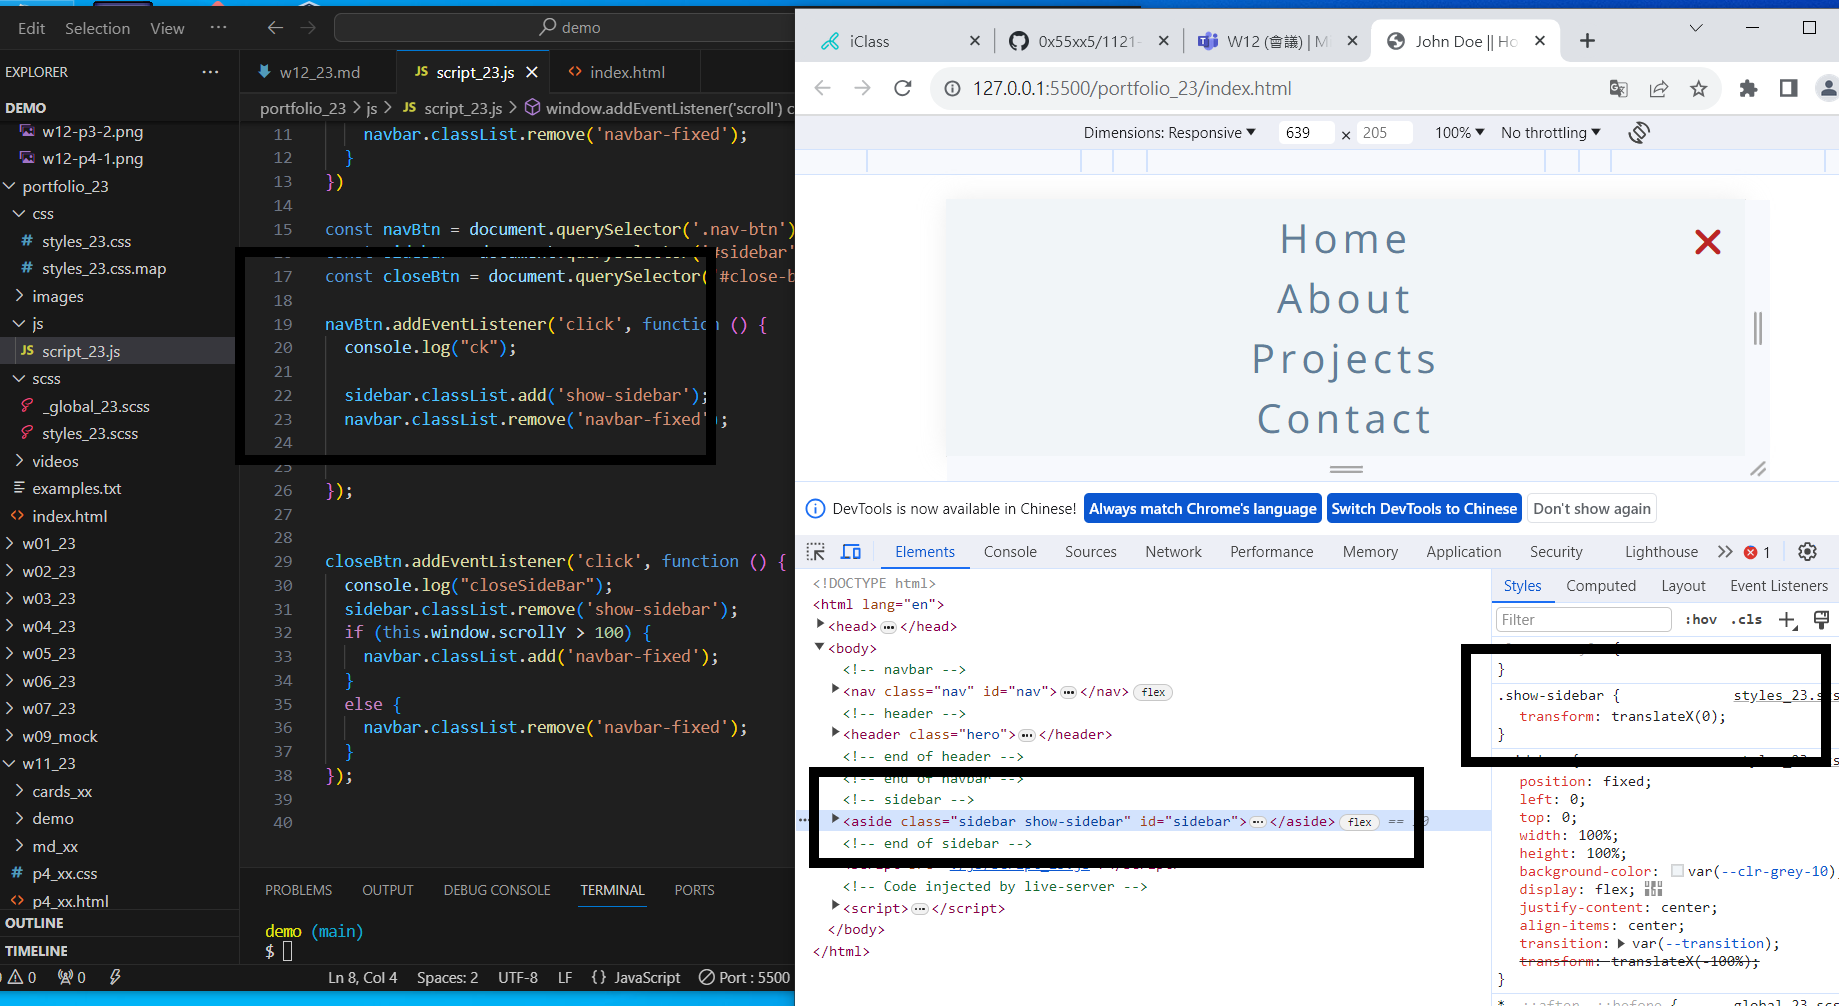 Edit Selection View ···
demo
EXPLORER ···
DEMO
w12-p3-2.png
w12-p4-1.png
portfolio_23
css
# styles_23.css
# styles_23.css.map
images
js
JS script_23.js
scss
_global_23.scss
styles_23.scss
videos
examples.txt
<> index.html
w01_23
w02_23
w03_23
w04_23
w05_23
w06_23
w07_23
w09_mock
w11_23
cards_xx
demo
md_xx
# p4_xx.css
<> p4_xx.html
OUTLINE
TIMELINE
0 0
w12_23.md
JS script_23.js
<> index.html
portfolio_23 > js > JS script_23.js > window.addEventListener('scroll') c
11 navbar.classList.remove('navbar-fixed');
12 }
13 })
14
15 const navBtn = document.querySelector('.nav-btn')
17 const closeBtn = document.querySelector( #close-b
18
19 navBtn.addEventListener('click', function () {
20 console.log("ck");
21
22 sidebar.classList.add('show-sidebar');
23 navbar.classList.remove('navbar-fixed ;
24
25
26 });
27
28
29 closeBtn.addEventListener('click', function () {
30 console.log("closeSideBar");
31 sidebar.classList.remove('show-sidebar');
32 if (this.window.scrollY > 100) {
33 navbar.classList.add('navbar-fixed');
34 }
35 else {
36 navbar.classList.remove('navbar-fixed');
37 }
38 });
39
40
PROBLEMS OUTPUT DEBUG CONSOLE TERMINAL PORTS
demo (main)
$
Ln 8, Col 4 Spaces: 2 UTF-8 LF {} JavaScript Port : 5500
iClass
0x55xx5/1121-
W12 (會議) | Mi
John Doe || Ho
127.0.0.1:5500/portfolio_23/index.html
Dimensions: Responsive 639 × 205 100% No throttling
Home
About
Projects
Contact
DevTools is now available in Chinese! Always match Chrome's language Switch DevTools to Chinese Don't show again
Elements Console Sources Network Performance Memory Application Security Lighthouse 1
<!DOCTYPE html>
<html lang="en">
<head> ··· </head>
<body>
<!-- navbar -->
<nav class="nav" id="nav"> ··· </nav> flex
<!-- header -->
<header class="hero"> ··· </header>
<!-- end of header -->
<!-- end of navbar -->
<!-- sidebar -->
<aside class="sidebar show-sidebar" id="sidebar"> ··· </aside> flex ==
<!-- end of sidebar -->
<!-- Code injected by live-server -->
<script> ··· </script>
</body>
</html>
Styles Computed Layout Event Listeners
Filter :hov .cls +
}
.show-sidebar { styles_23.scs
transform: translateX(0);
}
position: fixed;
left: 0;
top: 0;
width: 100%;
height: 100%;
background-color: var(--clr-grey-10)
display: flex;
justify-content: center;
align-items: center;
transition: var(--transition);
transform: translateX(-100%);
}
*, ::after, ::before { _global_23.scs